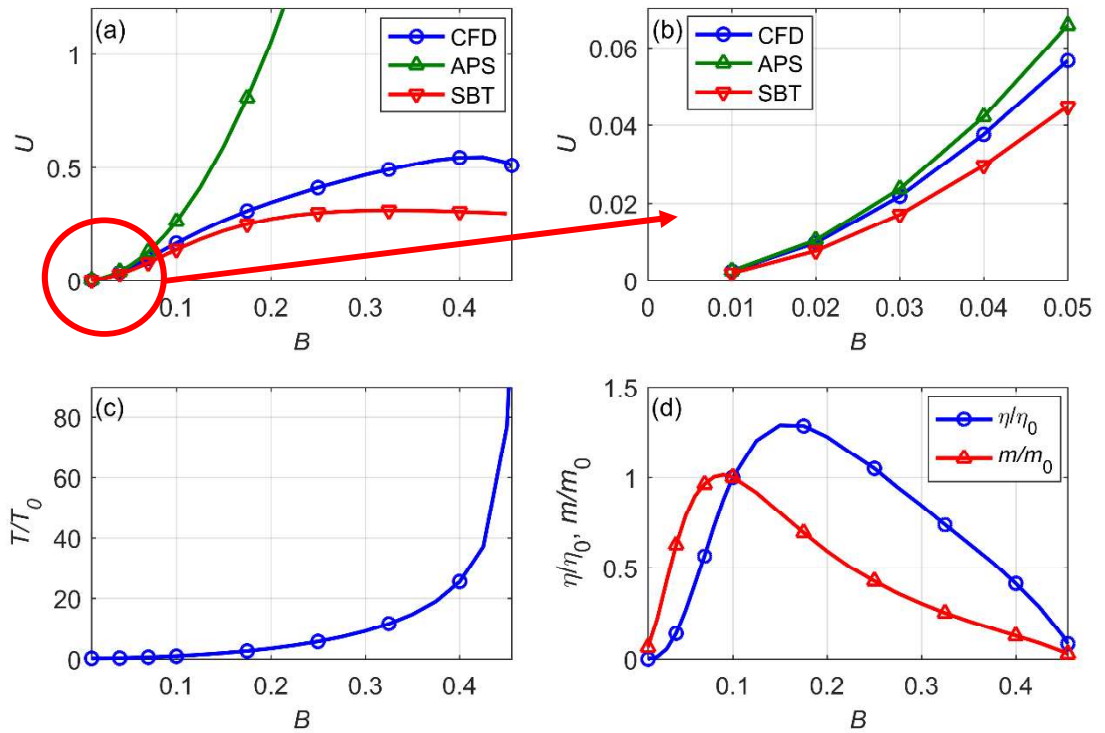 (a)
CFD
APS
SBT
1
0.5
0
U
0.1
0.2
0.3
0.4
B
(b)
CFD
APS
SBT
0.06
0.04
0.02
0
U
0
0.01
0.02
0.03
0.04
0.05
B
(c)
80
60
40
20
0
T/T₀
0.1
0.2
0.3
0.4
B
(d)
η/η₀
m/m₀
1.5
1
0.5
0
η/η₀, m/m₀
0.1
0.2
0.3
0.4
B